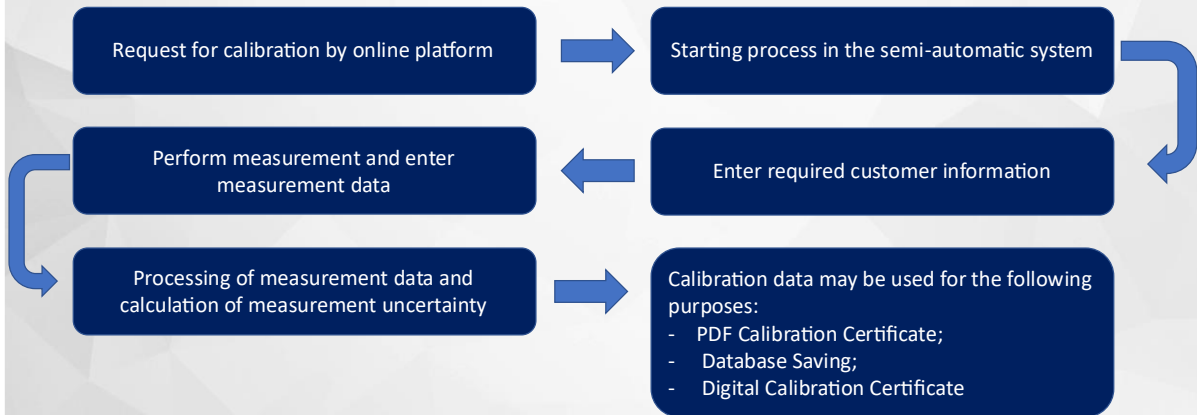 Request for calibration by online platform
Starting process in the semi-automatic system
Enter required customer information
Perform measurement and enter
measurement data
Processing of measurement data and
calculation of measurement uncertainty
Calibration data may be used for the following
purposes:
- PDF Calibration Certificate;
- Database Saving;
- Digital Calibration Certificate